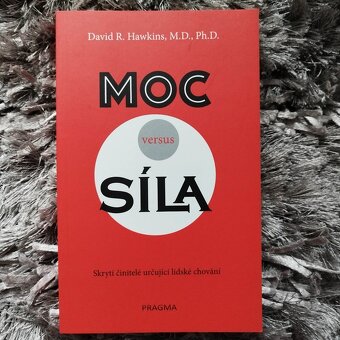 David R. Hawkins, M.D., Ph.D.
MOC
versus
SÍLA
Skrytí činitelé určující lidské chování
PRAGMA